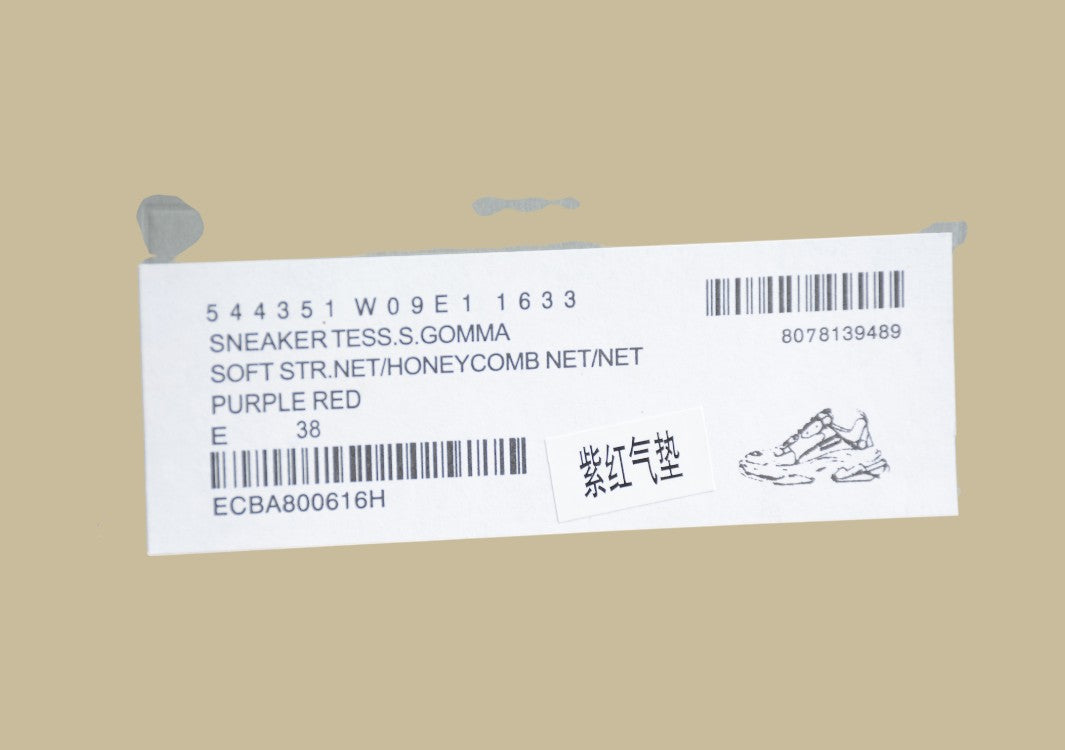 544351 W09E1 1633
SNEAKER TESS.S.GOMMA
SOFT STR.NET/HONEYCOMB NET/NET
PURPLE RED
E 38
ECBA800616H
8078139489
紫红气垫